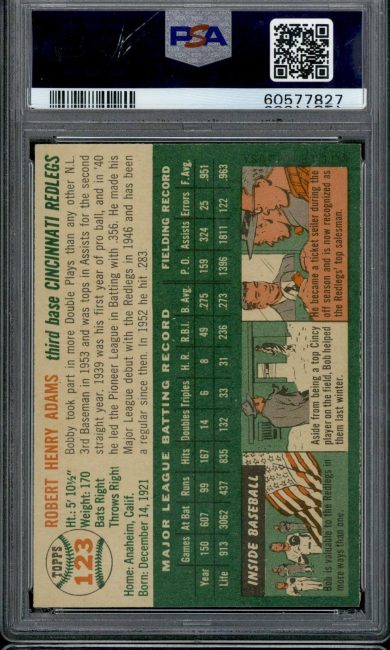 PSA
60577827
TOPPS
123
ROBERT HENRY ADAMS third base CINCINNATI REDLEGS
Ht.: 5' 10½"
Weight: 170
Bats Right
Throws Right
Home: Anaheim, Calif.
Born: December 14, 1921
Bobby took part in more Double Plays than any other N.L.
3rd Baseman in 1953 and was tops in Assists for the second
straight year. 1939 was his first year of pro ball, and in '40
he led the Pioneer League in Batting with .356. He made his
Major League debut with the Redlegs in 1946 and has been
a regular since then. In 1952 he hit .283.
MAJOR LEAGUE BATTING RECORD FIELDING RECORD
Games At Bat Runs Hits Doubles Triples H.R. R.B.I. B. Avg. P.O. Assists Errors F. Avg.
Year 150 607 99 167 14 6 8 49 .275 159 324 25 .951
Life 913 3062 437 835 132 33 31 236 .273 1386 1811 122 .963
INSIDE BASEBALL
Bob is valuable to the Redlegs in
more ways than one.
Aside from being a top Cincy
player on the field, Bob helped
them last winter.
He became a ticket seller during the
off season and is now recognized as
the Redlegs' top salesman.